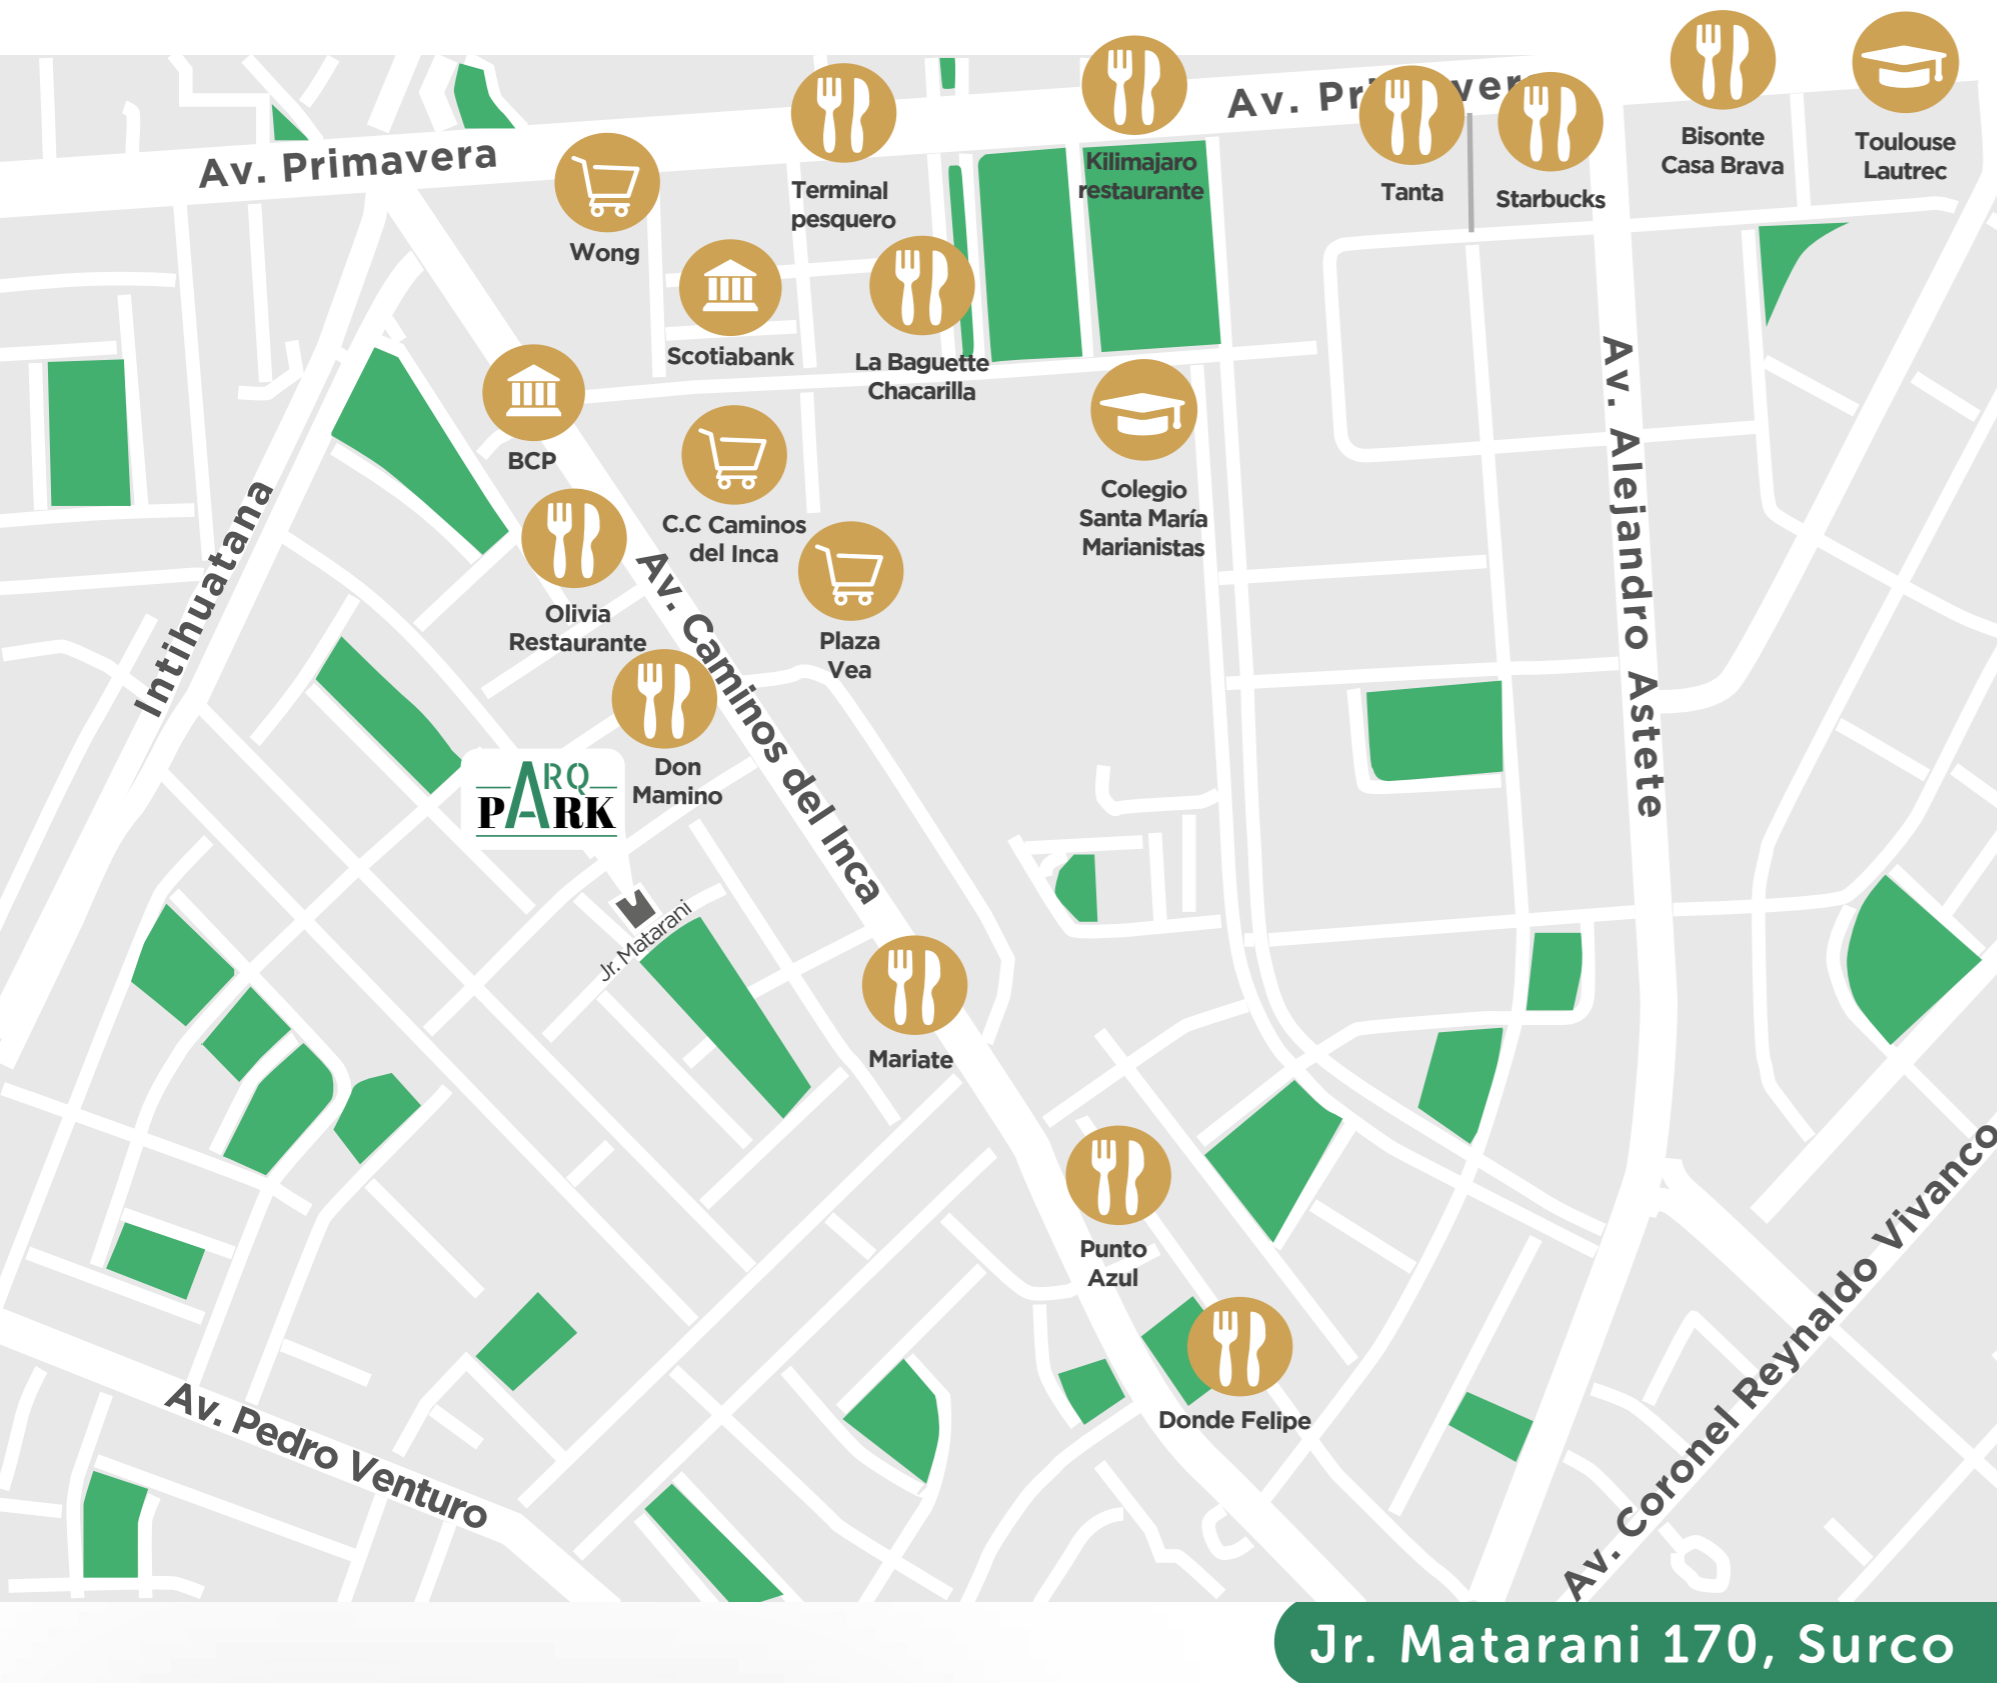 Av. Primavera
Av. Primavera
Bisonte
Casa Brava
Toulouse
Lautrec
Terminal
pesquero
Kilimajaro
restaurante
Tanta
Starbucks
Wong
Scotiabank
La Baguette
Chacarilla
BCP
C.C Caminos
del Inca
Colegio
Santa María
Marianistas
Av. Alejandro Astete
Intihuatana
Olivia
Restaurante
Plaza
Vea
Av. Caminos del Inca
Don
Mamino
ARQ
PARK
Jr. Matarani
Mariate
Punto
Azul
Donde Felipe
Av. Coronel Reynaldo Vivanco
Av. Pedro Venturo
Jr. Matarani 170, Surco